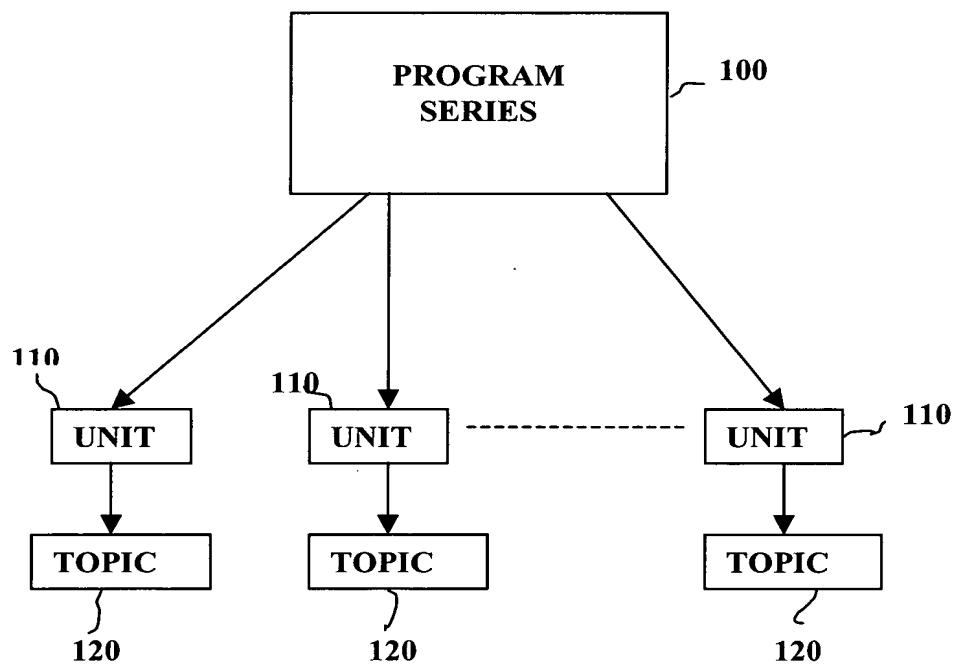 PROGRAM
SERIES
100
110
110
110
UNIT
UNIT
UNIT
TOPIC
TOPIC
TOPIC
120
120
120